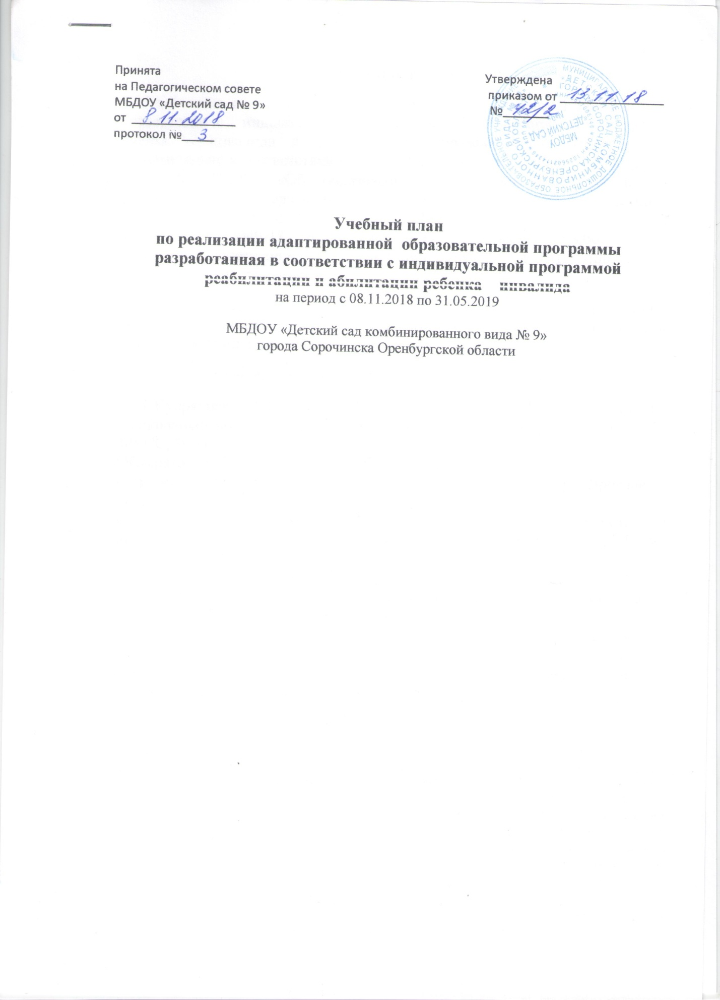 Принята
на Педагогическом совете
МБДОУ «Детский сад № 9»
от 8.11.2018
протокол № 3
Утверждена
приказом от 13.11.18
№ 42/2
МУНИЦИПАЛЬНОЕ БЮДЖЕТНОЕ ДОШКОЛЬНОЕ ОБРАЗОВАТЕЛЬНОЕ УЧРЕЖДЕНИЕ
«ДЕТСКИЙ САД КОМБИНИРОВАННОГО ВИДА
ГОРОДА СОРОЧИНСКА ОРЕНБУРГСКОЙ ОБЛ
МБДОУ
«ДЕТСКИЙ САД
№9»
Учебный план
по реализации адаптированной образовательной программы
разработанная в соответствии с индивидуальной программой
реабилитации и абилитации ребенка инвалида
на период с 08.11.2018 по 31.05.2019
МБДОУ «Детский сад комбинированного вида № 9»
города Сорочинска Оренбургской области